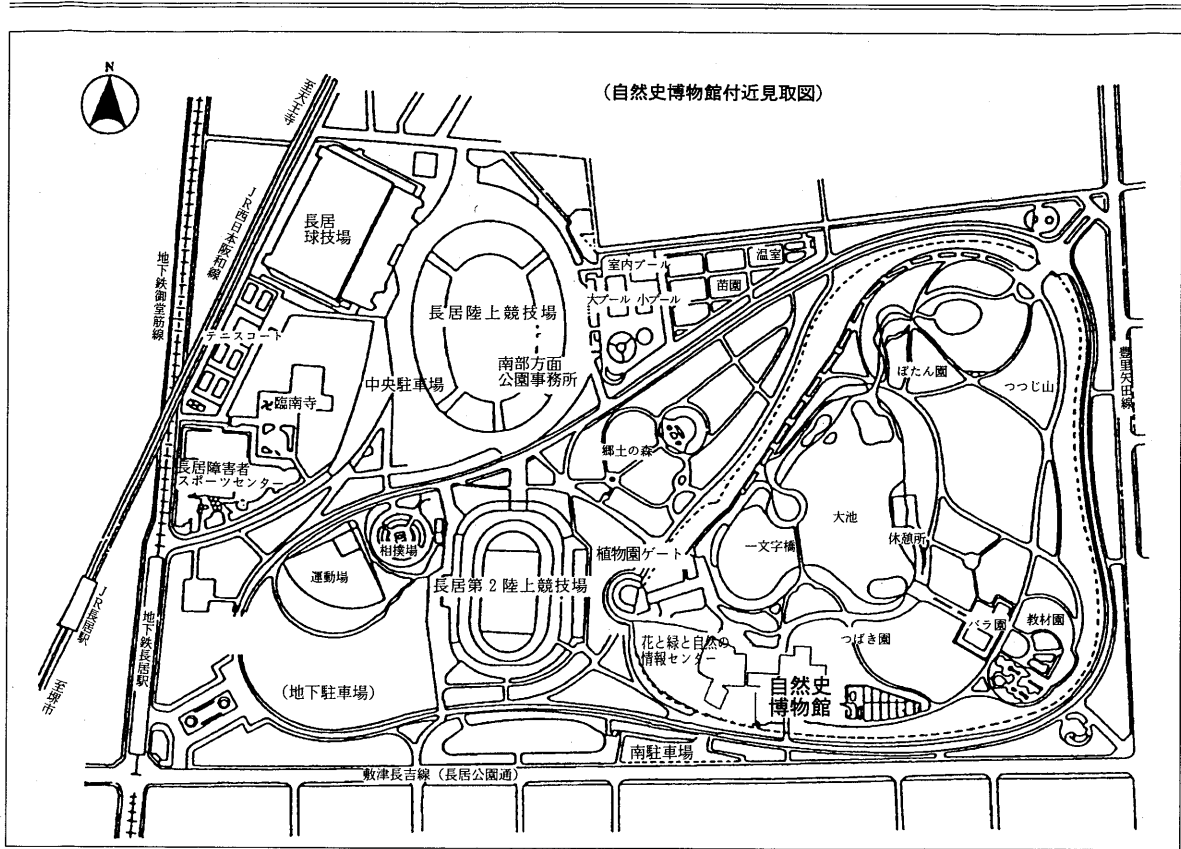 (自然史博物館付近見取図)
N
至天王寺
JR西日本阪和線
地下鉄御堂筋線
長居
球技場
テニスコート
臨南寺
中央駐車場
長居陸上競技場
南部方面
公園事務所
室内プール
大プール
小プール
苗園
温室
ぼたん園
つつじ山
豊里矢田線
郷土の森
長居障害者
スポーツセンター
相撲場
運動場
長居第2陸上競技場
植物園ゲート
一文字橋
大池
休憩所
バラ園
教材園
つばき園
花と緑と自然の
情報センター
自然史
博物館
(地下駐車場)
JR長居駅
地下鉄長居駅
至堺市
南駐車場
敷津長吉線(長居公園通)